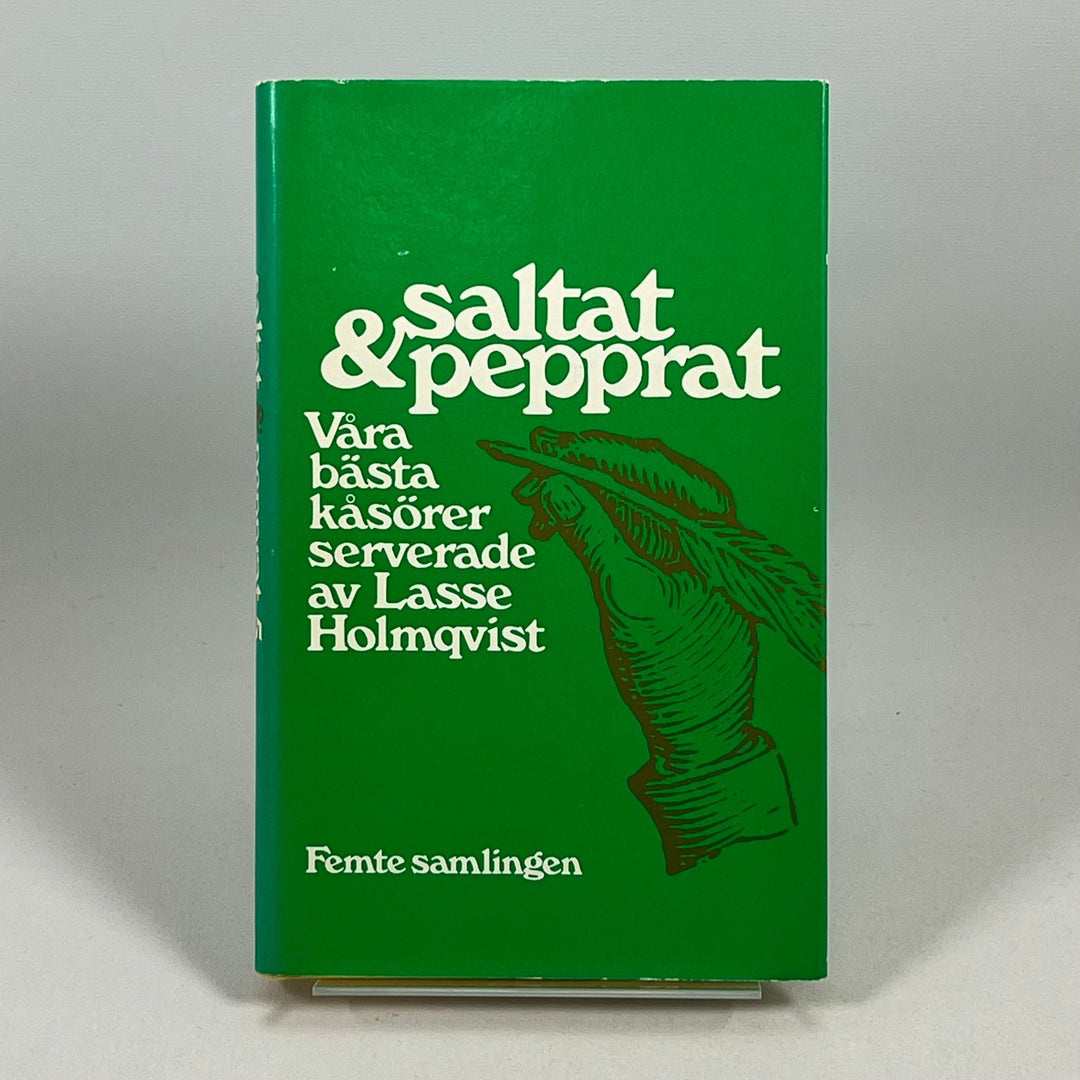 saltat
& pepprat
Våra
bästa
kåsörer
serverade
av Lasse
Holmqvist
Femte samlingen